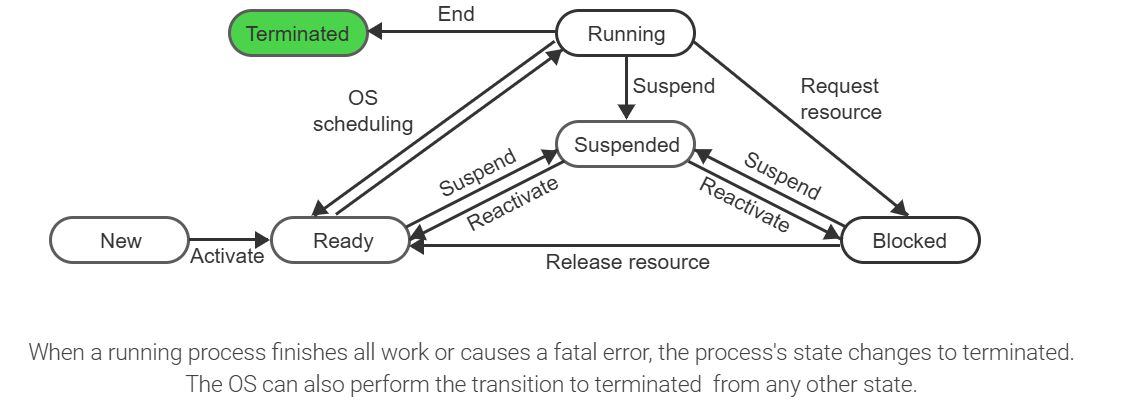 End
Terminated
Running
OS
scheduling
Suspend
Request
resource
Suspended
Suspend
Reactivate
Suspend
Reactivate
New
Activate
Ready
Blocked
Release resource
When a running process finishes all work or causes a fatal error, the process's state changes to terminated.
The OS can also perform the transition to terminated  from any other state.